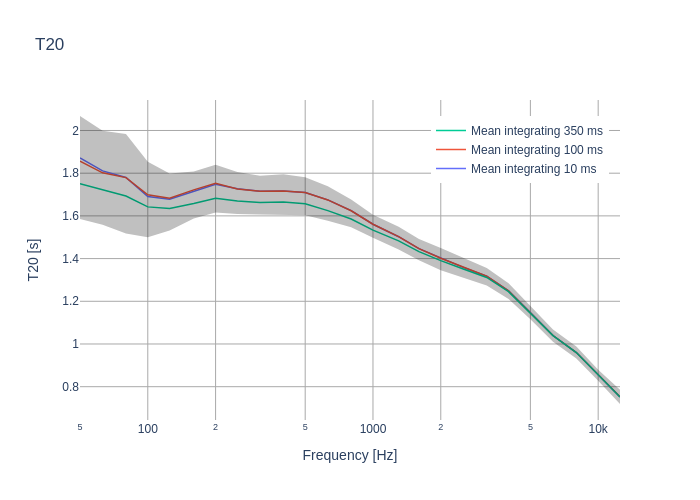 T20
Mean integrating 350 ms
Mean integrating 100 ms
Mean integrating 10 ms
2
1.8
1.6
1.4
1.2
1
0.8
T20 [s]
5 100 2 5 1000 2 5 10k
Frequency [Hz]